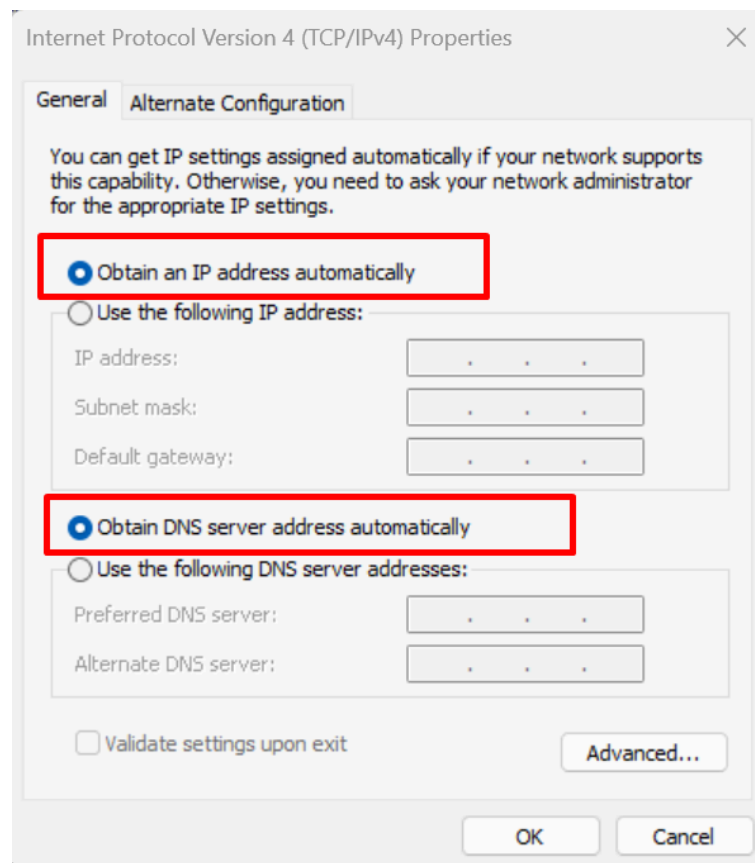 Internet Protocol Version 4 (TCP/IPv4) Properties
General
Alternate Configuration
You can get IP settings assigned automatically if your network supports
this capability. Otherwise, you need to ask your network administrator
for the appropriate IP settings.
Obtain an IP address automatically
Use the following IP address:
IP address:
Subnet mask:
Default gateway:
Obtain DNS server address automatically
Use the following DNS server addresses:
Preferred DNS server:
Alternate DNS server:
Validate settings upon exit
Advanced...
OK
Cancel